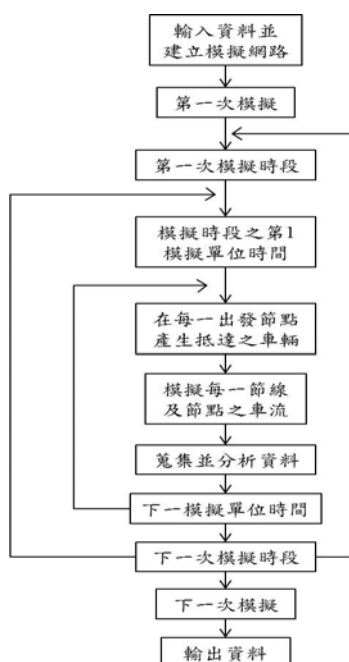 輸入資料並
建立模擬網路
第一次模擬
第一次模擬時段
模擬時段之第1
模擬單位時間
在每一出發節點
產生抵達之車輛
模擬每一節線
及節點之車流
蒐集並分析資料
下一模擬單位時間
下一次模擬時段
下一次模擬
輸出資料